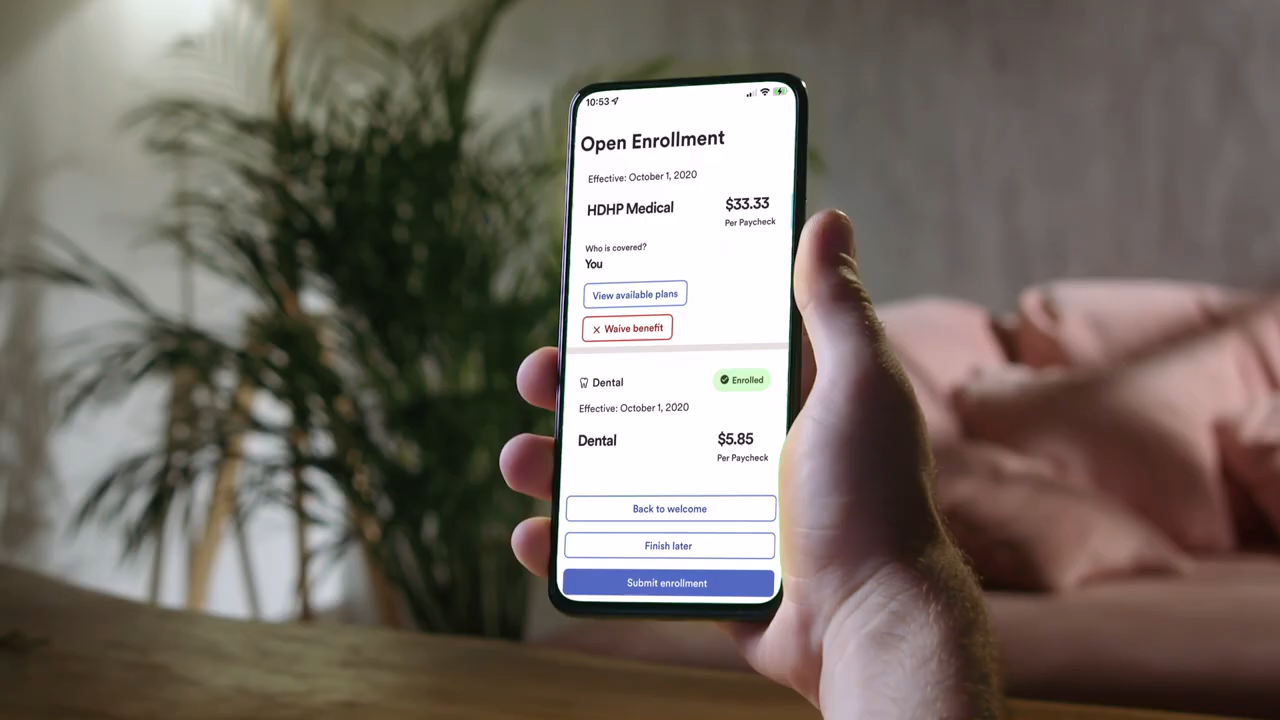 10:53
Open Enrollment
Effective: October 1, 2020
HDHP Medical $33.33
Per Paycheck
Who is covered?
You
View available plans
Waive benefit
Dental Enrolled
Effective: October 1, 2020
Dental $5.85
Per Paycheck
Back to welcome
Finish later
Submit enrollment